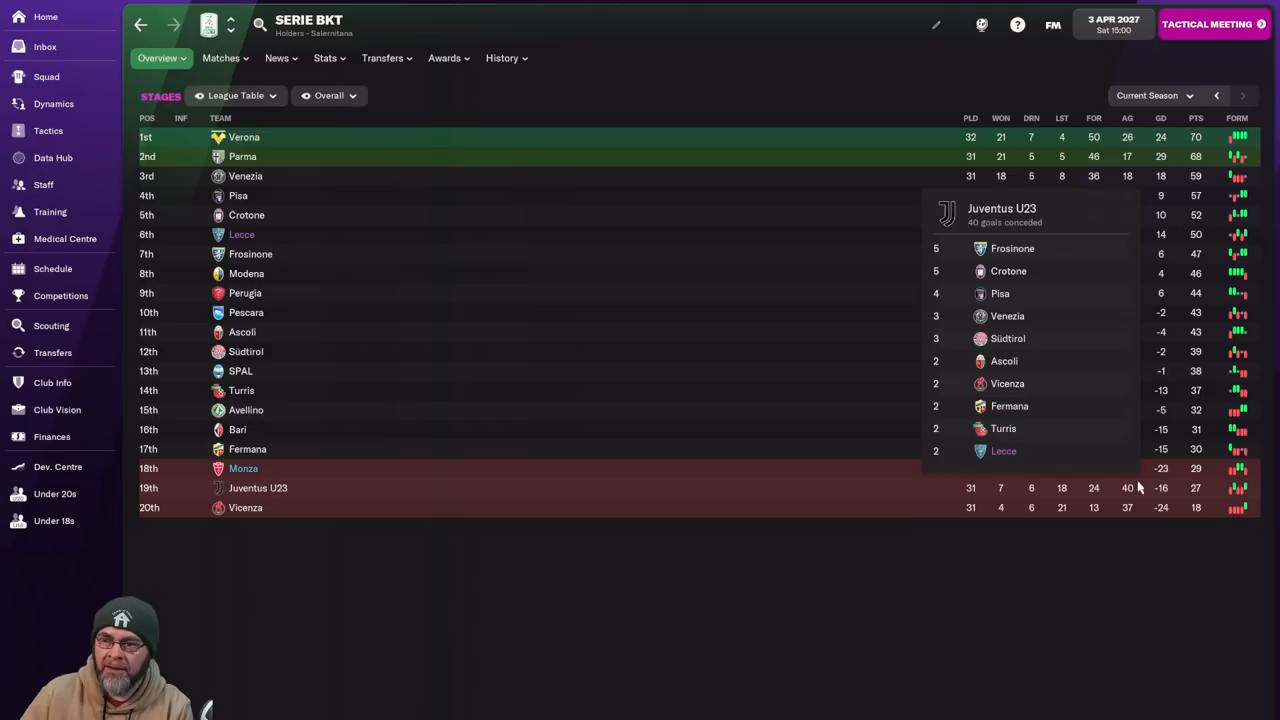 Home
Inbox
Squad
Dynamics
Tactics
Data Hub
Staff
Training
Medical Centre
Schedule
Competitions
Scouting
Transfers
Club Info
Club Vision
Finances
Dev. Centre
Under 20s
Under 18s
SERIE BKT
Holders - Salernitana
FM
3 APR 2027
Sat 15:00
TACTICAL MEETING
Overview Matches News Stats Transfers Awards History
STAGES League Table Overall Current Season
POS INF TEAM PLD WON DRN LST FOR AG GD PTS FORM
1st Verona 32 21 7 4 50 26 24 70
2nd Parma 31 21 5 5 46 17 29 68
3rd Venezia 31 18 5 8 36 18 18 59
4th Pisa 9 57
5th Crotone 10 52
6th Lecce 14 50
7th Frosinone 6 47
8th Modena 4 46
9th Perugia 6 44
10th Pescara -2 43
11th Ascoli -4 43
12th Südtirol -2 39
13th SPAL -1 38
14th Turris -13 37
15th Avellino -5 32
16th Bari -15 31
17th Fermana -15 30
18th Monza -23 29
19th Juventus U23 31 7 6 18 24 40 -16 27
20th Vicenza 31 4 6 21 13 37 -24 18
Juventus U23
40 goals conceded
5 Frosinone
5 Crotone
4 Pisa
3 Venezia
3 Südtirol
2 Ascoli
2 Vicenza
2 Fermana
2 Turris
2 Lecce